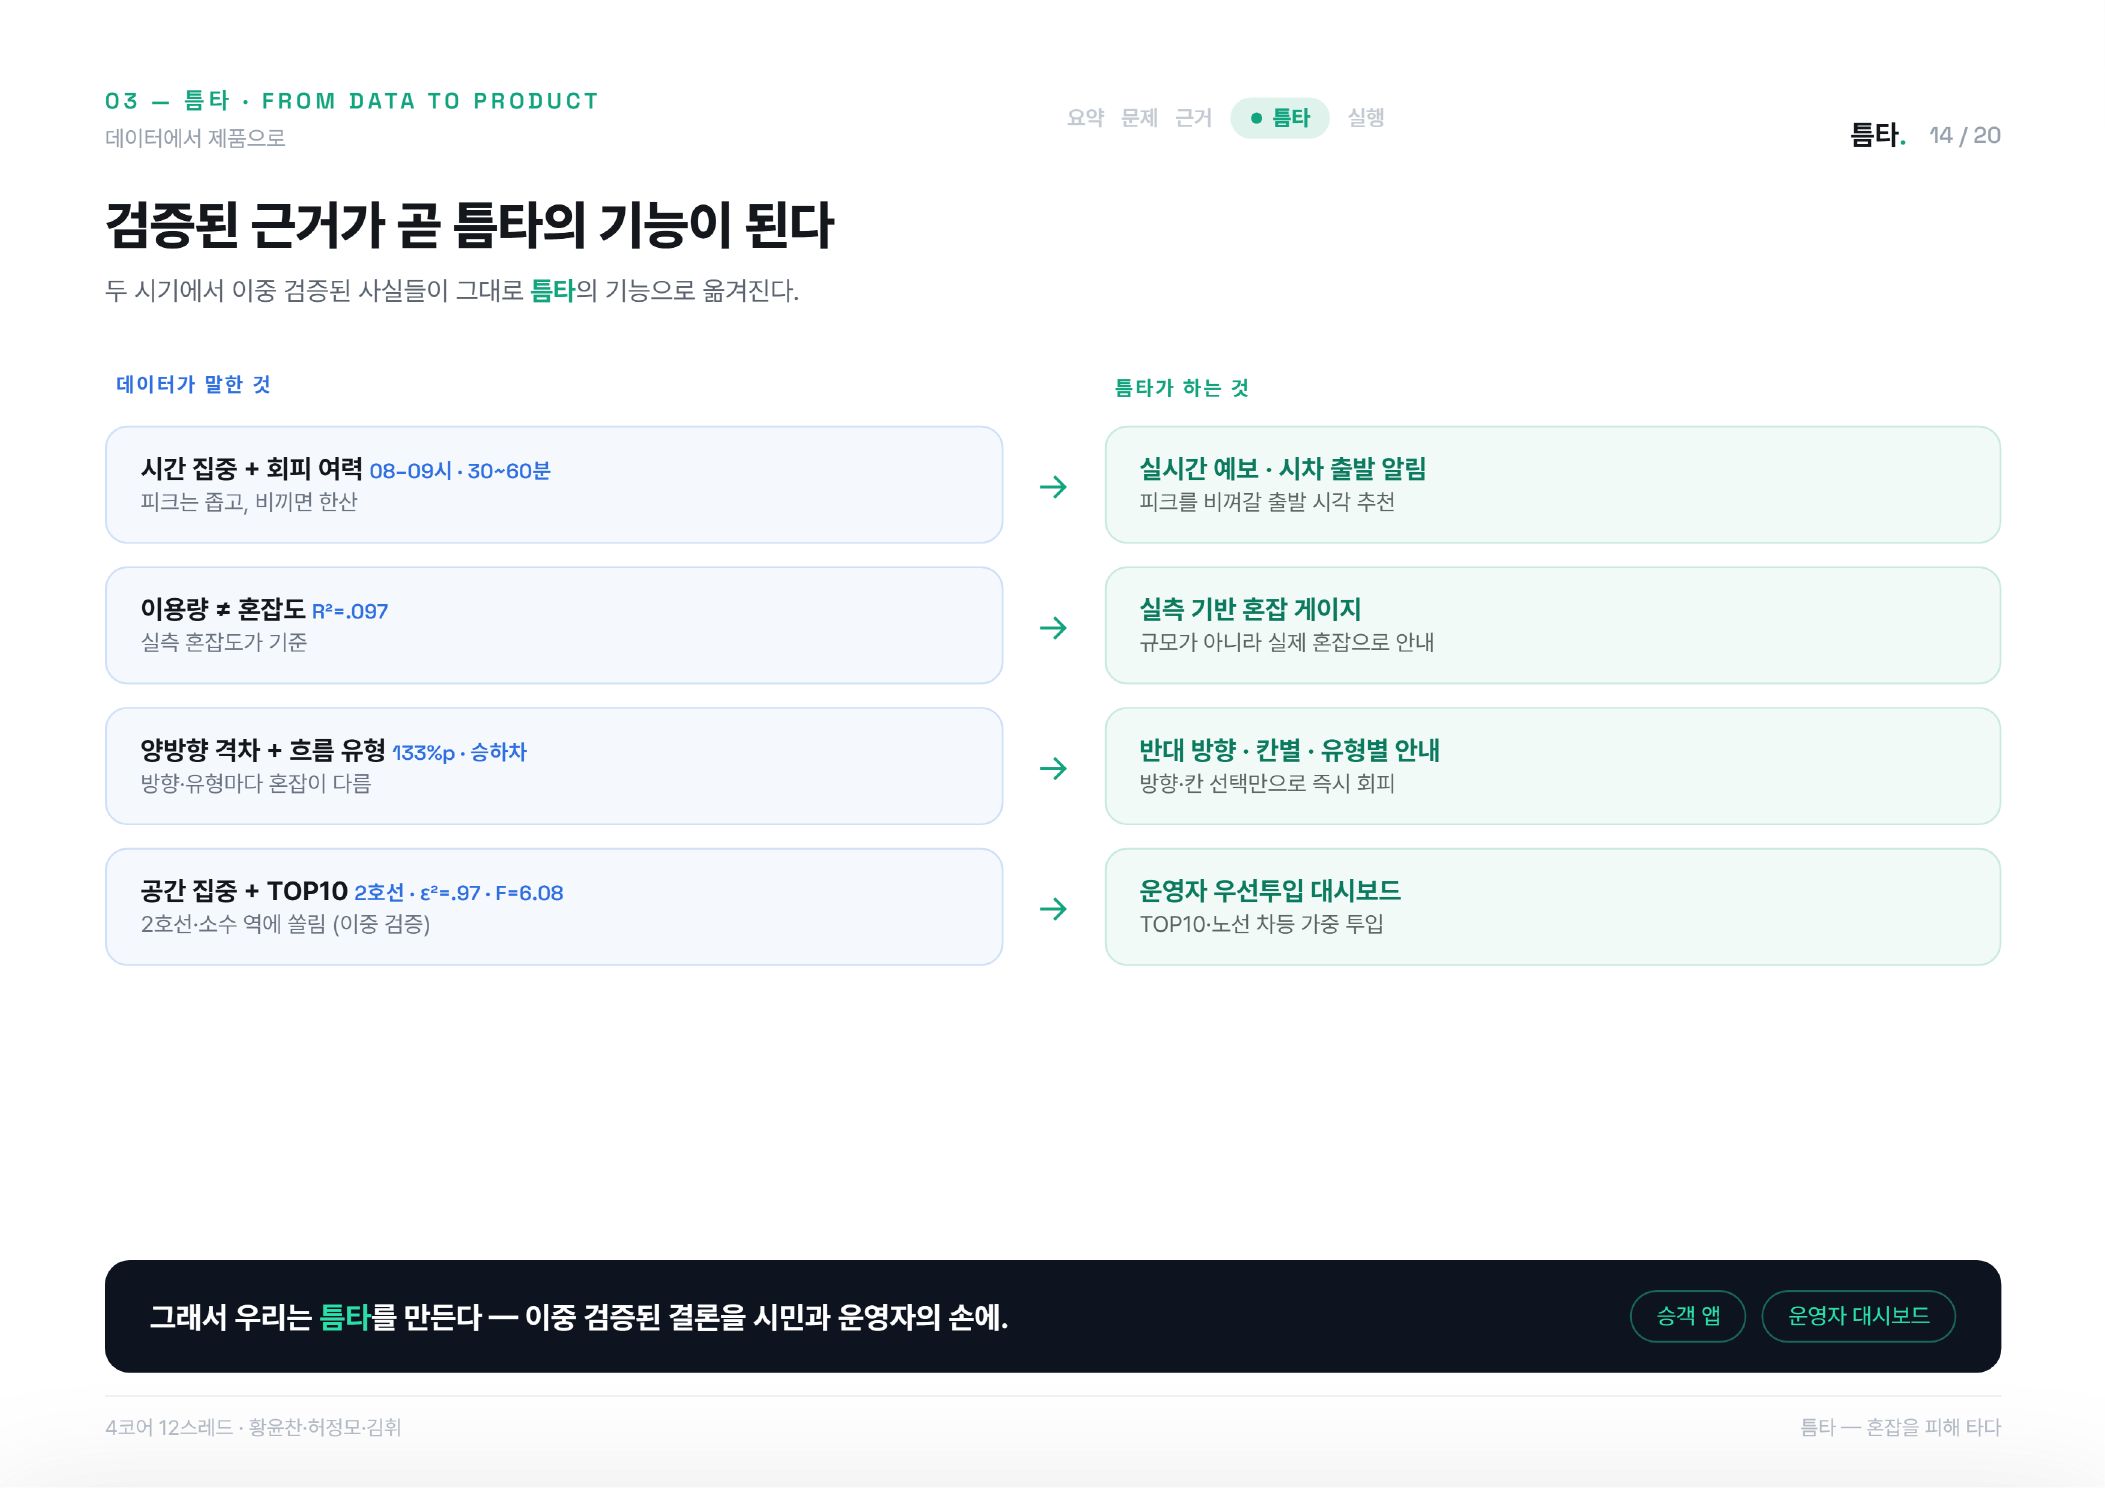 03 — 틈타 · FROM DATA TO PRODUCT
데이터에서 제품으로
요약 문제 근거 틈타 실행
틈타. 14 / 20
검증된 근거가 곧 틈타의 기능이 된다
두 시기에서 이중 검증된 사실들이 그대로 틈타의 기능으로 옮겨진다.
데이터가 말한 것
틈타가 하는 것
시간 집중 + 회피 여력 08–09시 · 30~60분
피크는 좁고, 비끼면 한산
→
실시간 예보 · 시차 출발 알림
피크를 비껴갈 출발 시각 추천
이용량 ≠ 혼잡도 R²=.097
실측 혼잡도가 기준
→
실측 기반 혼잡 게이지
규모가 아니라 실제 혼잡으로 안내
양방향 격차 + 흐름 유형 133%p · 승하차
방향·유형마다 혼잡이 다름
→
반대 방향 · 칸별 · 유형별 안내
방향·칸 선택만으로 즉시 회피
공간 집중 + TOP10 2호선 · ε²=.97 · F=6.08
2호선·소수 역에 쏠림 (이중 검증)
→
운영자 우선투입 대시보드
TOP10·노선 차등 가중 투입
그래서 우리는 틈타를 만든다 — 이중 검증된 결론을 시민과 운영자의 손에.
승객 앱
운영자 대시보드
4코어 12스레드 · 황윤찬·허정모·김휘
틈타 — 혼잡을 피해 타다